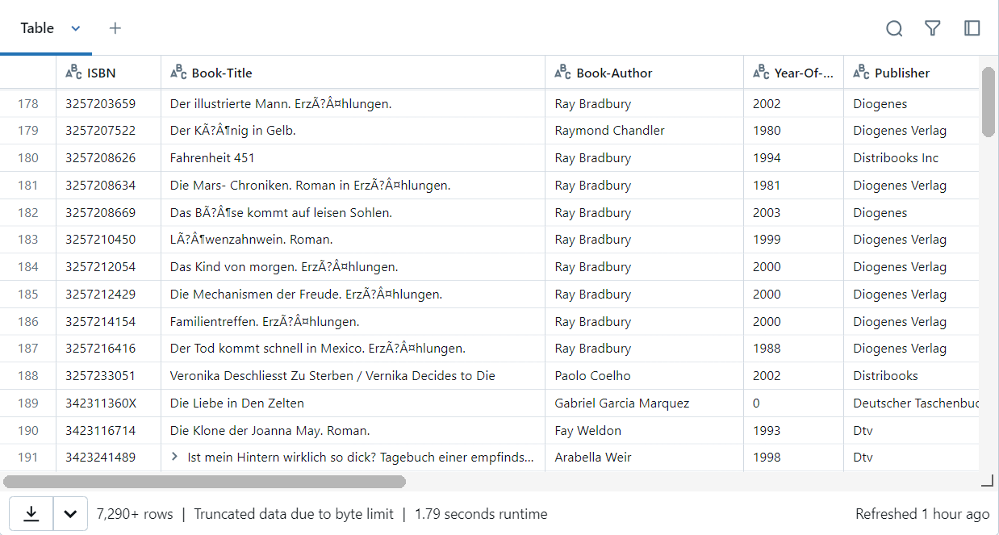 Table
ABC ISBN ABC Book-Title ABC Book-Author ABC Year-Of-... ABC Publisher
178 3257203659 Der illustrierte Mann. ErzÃ?Â¤hlungen. Ray Bradbury 2002 Diogenes
179 3257207522 Der KÃ?Â¶nig in Gelb. Raymond Chandler 1980 Diogenes Verlag
180 3257208626 Fahrenheit 451 Ray Bradbury 1994 Distribooks Inc
181 3257208634 Die Mars- Chroniken. Roman in ErzÃ?Â¤hlungen. Ray Bradbury 1981 Diogenes Verlag
182 3257208669 Das BÃ?Â¶se kommt auf leisen Sohlen. Ray Bradbury 2003 Diogenes
183 3257210450 LÃ?Â¶wenzahnwein. Roman. Ray Bradbury 1999 Diogenes Verlag
184 3257212054 Das Kind von morgen. ErzÃ?Â¤hlungen. Ray Bradbury 2000 Diogenes Verlag
185 3257212429 Die Mechanismen der Freude. ErzÃ?Â¤hlungen. Ray Bradbury 2000 Diogenes Verlag
186 3257214154 Familientreffen. ErzÃ?Â¤hlungen. Ray Bradbury 2000 Diogenes Verlag
187 3257216416 Der Tod kommt schnell in Mexico. ErzÃ?Â¤hlungen. Ray Bradbury 1988 Diogenes Verlag
188 3257233051 Veronika Deschliesst Zu Sterben / Vernika Decides to Die Paolo Coelho 2002 Distribooks
189 342311360X Die Liebe in Den Zelten Gabriel Garcia Marquez 0 Deutscher Taschenbuc
190 3423116714 Die Klone der Joanna May. Roman. Fay Weldon 1993 Dtv
191 3423241489 Ist mein Hintern wirklich so dick? Tagebuch einer empfinds... Arabella Weir 1998 Dtv
7,290+ rows | Truncated data due to byte limit | 1.79 seconds runtime Refreshed 1 hour ago